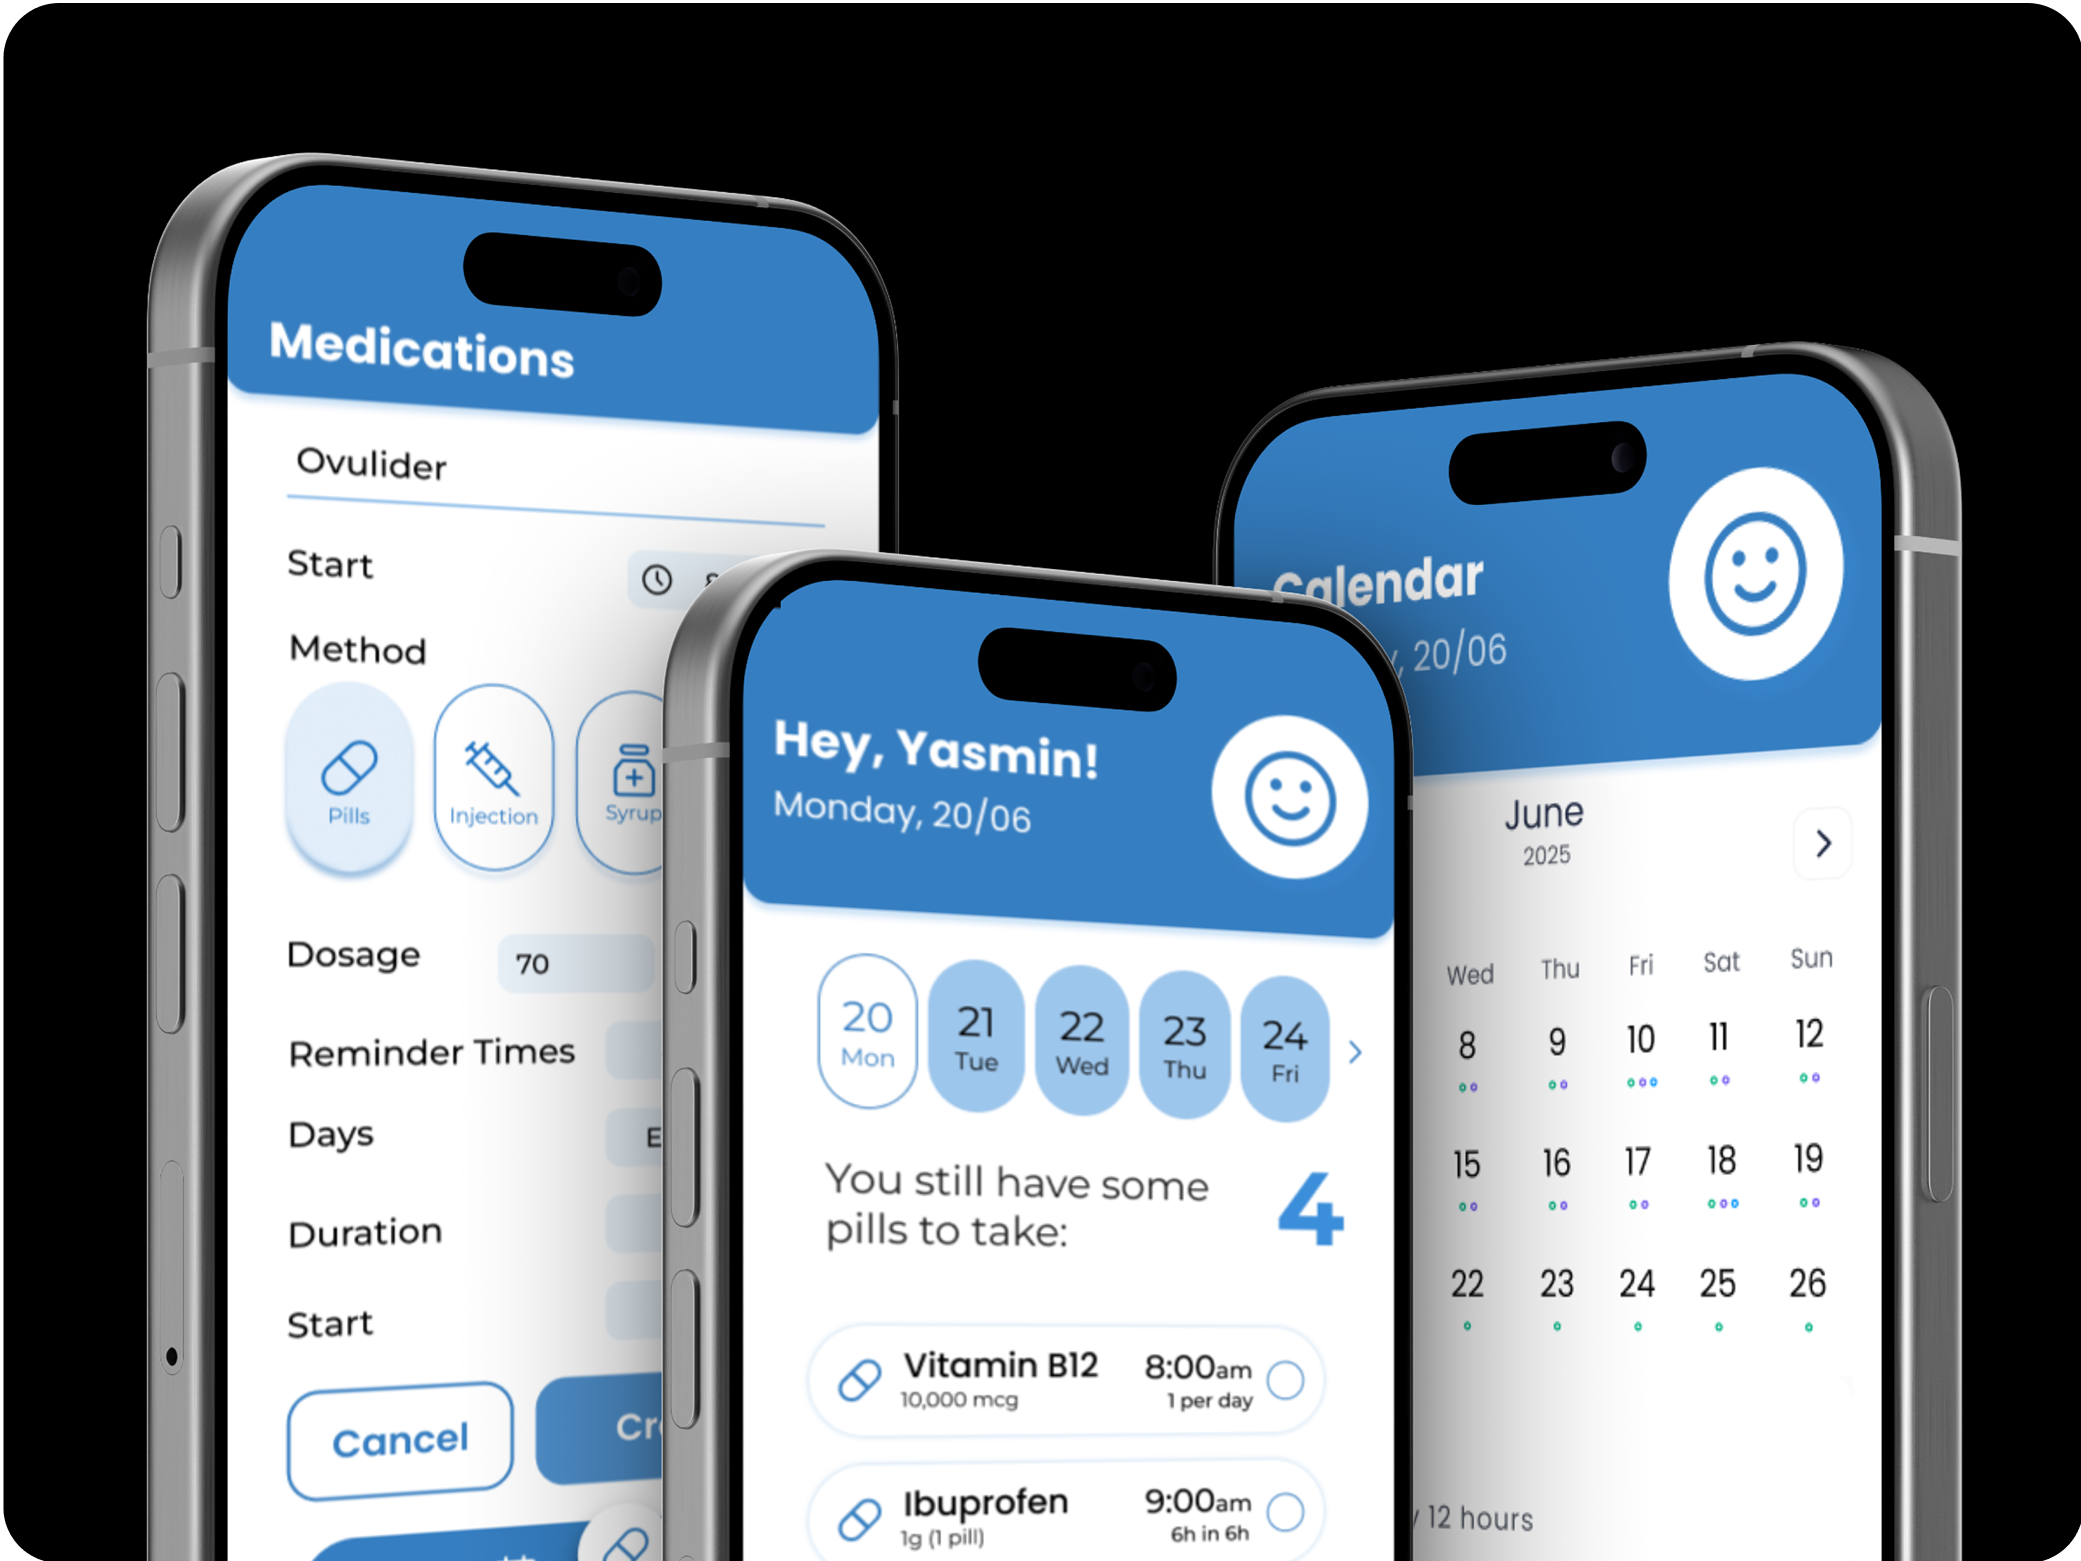 Medications
Ovulider
Start
Method
Pills
Injection
Syrup
Dosage
70
Reminder Times
Days
E
Duration
Start
Cancel
Hey, Yasmin!
Monday, 20/06
20
Mon
21
Tue
22
Wed
23
Thu
24
Fri
You still have some
pills to take:
4
Vitamin B12
8:00am
10,000 mcg
1 per day
Ibuprofen
9:00am
1g (1 pill)
6h in 6h
Calendar
, 20/06
June
2025
Wed Thu Fri Sat Sun
8 9 10 11 12
15 16 17 18 19
22 23 24 25 26
12 hours